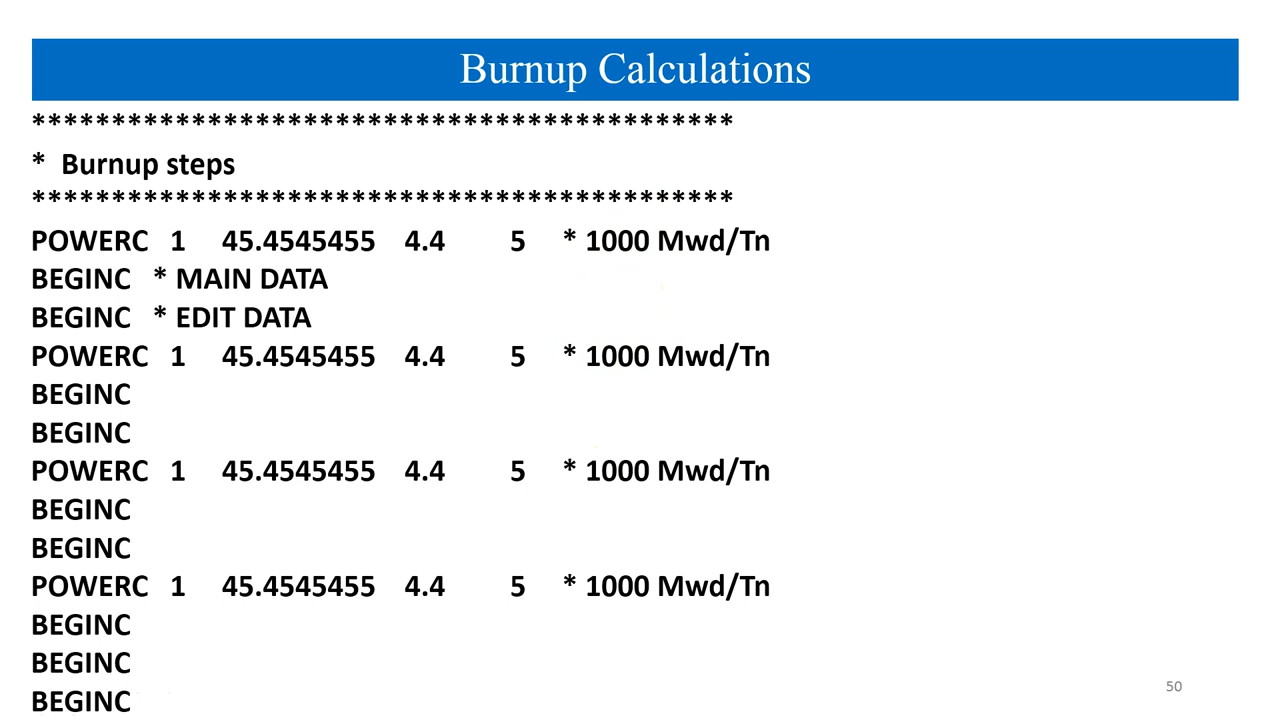 Burnup Calculations
********************************************
* Burnup steps
********************************************
POWERC 1 45.4545455 4.4 5 * 1000 Mwd/Tn
BEGINC * MAIN DATA
BEGINC * EDIT DATA
POWERC 1 45.4545455 4.4 5 * 1000 Mwd/Tn
BEGINC
BEGINC
POWERC 1 45.4545455 4.4 5 * 1000 Mwd/Tn
BEGINC
BEGINC
POWERC 1 45.4545455 4.4 5 * 1000 Mwd/Tn
BEGINC
BEGINC
BEGINC
50